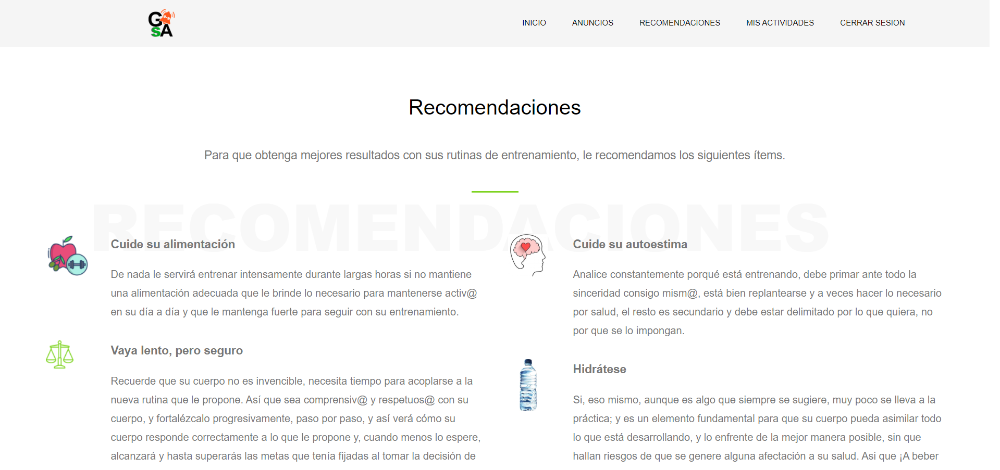 G
SA
INICIO ANUNCIOS RECOMENDACIONES MIS ACTIVIDADES CERRAR SESION
Recomendaciones
Para que obtenga mejores resultados con sus rutinas de entrenamiento, le recomendamos los siguientes ítems.
RECOMENDACIONES
Cuide su alimentación
De nada le servirá entrenar intensamente durante largas horas si no mantiene
una alimentación adecuada que le brinde lo necesario para mantenerse activ@
en su día a día y que le mantenga fuerte para seguir con su entrenamiento.
Vaya lento, pero seguro
Recuerde que su cuerpo no es invencible, necesita tiempo para acoplarse a la
nueva rutina que le propone. Así que sea comprensiv@ y respetuos@ con su
cuerpo, y fortalézcalo progresivamente, paso por paso, y así verá cómo su
cuerpo responde correctamente a lo que le propone y, cuando menos lo espere,
alcanzará y hasta superarás las metas que tenía fijadas al tomar la decisión de
Cuide su autoestima
Analice constantemente porqué está entrenando, debe primar ante todo la
sinceridad consigo mism@, está bien replantearse y a veces hacer lo necesario
por salud, el resto es secundario y debe estar delimitado por lo que quiera, no
por que se lo impongan.
Hidrátese
Si, eso mismo, aunque es algo que siempre se sugiere, muy poco se lleva a la
práctica; y es un elemento fundamental para que su cuerpo pueda asimilar todo
lo que está desarrollando, y lo enfrente de la mejor manera posible, sin que
hallan riesgos de que se genere alguna afectación a su salud. Asi que ¡A beber